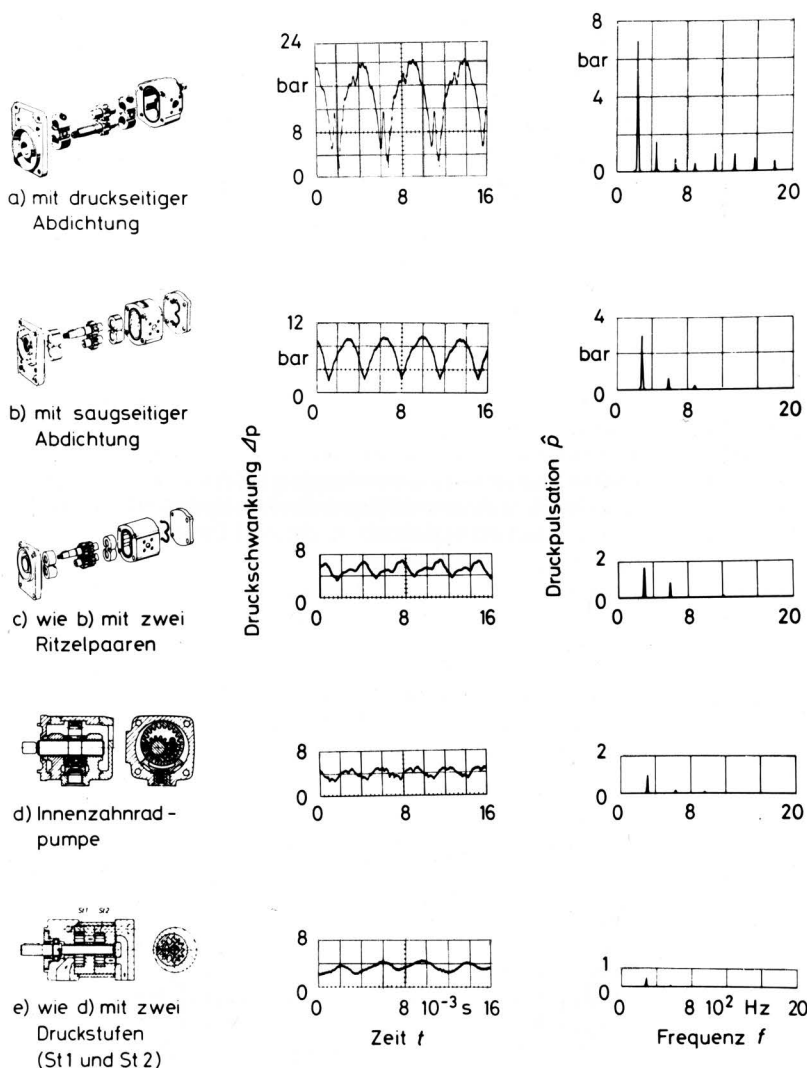 24
bar
8
0
0 8 16
8
bar
4
0
0 8 20
a) mit druckseitiger
Abdichtung
12
bar
0
0 8 16
4
bar
0
0 8 20
b) mit saugseitiger
Abdichtung
Druckschwankung Δp
Druckpulsation p̂
8
0
0 8 16
2
0
0 8 20
c) wie b) mit zwei
Ritzelpaaren
8
0
0 8 16
2
0
0 8 20
d) Innenzahnrad-
pumpe
St1 St2
8
0
0 8 10⁻³ s 16
Zeit t
1
0
0 8 10² Hz 20
Frequenz f
e) wie d) mit zwei
Druckstufen
(St1 und St2)